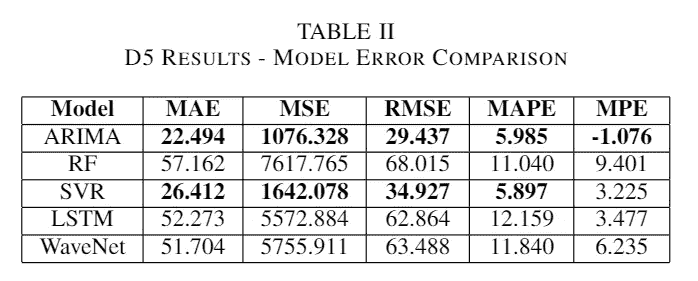 TABLE II
D5 RESULTS - MODEL ERROR COMPARISON
Model MAE MSE RMSE MAPE MPE
ARIMA 22.494 1076.328 29.437 5.985 -1.076
RF 57.162 7617.765 68.015 11.040 9.401
SVR 26.412 1642.078 34.927 5.897 3.225
LSTM 52.273 5572.884 62.864 12.159 3.477
WaveNet 51.704 5755.911 63.488 11.840 6.235